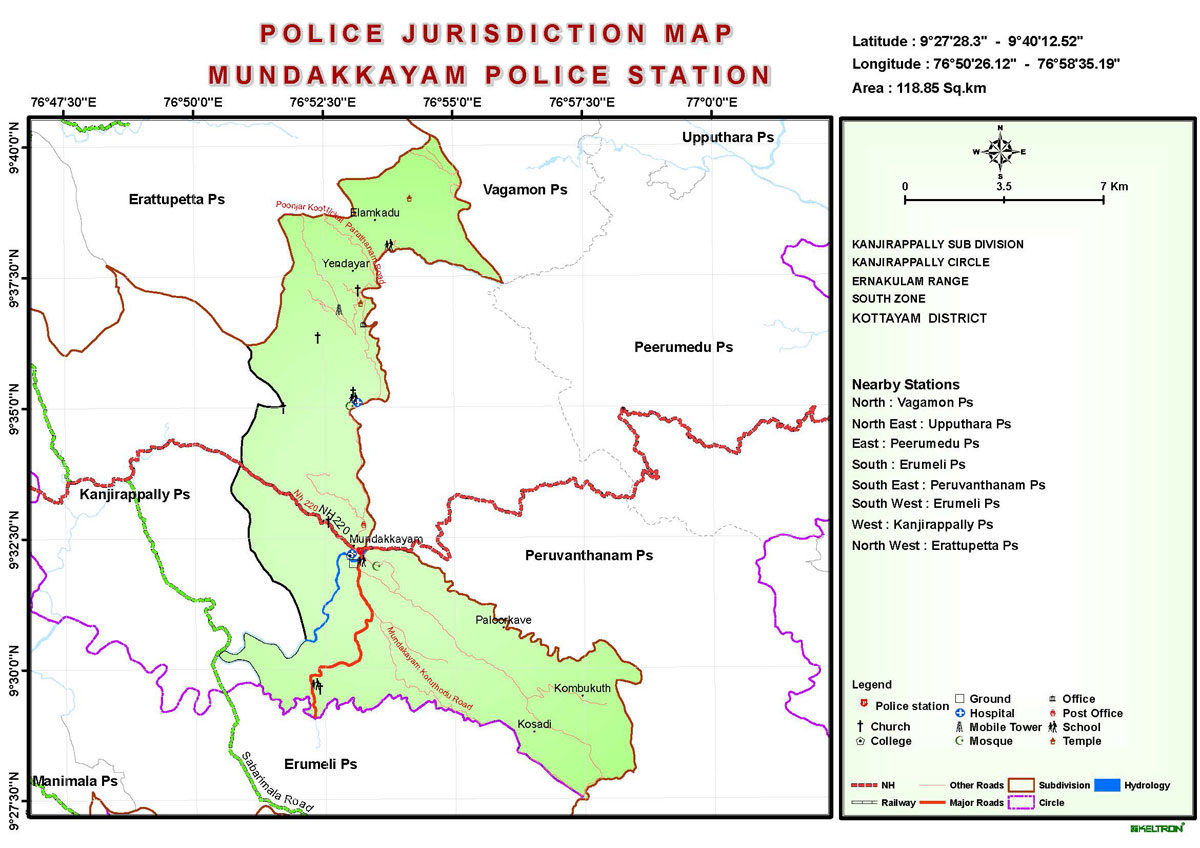 POLICE JURISDICTION MAP
MUNDAKKAYAM POLICE STATION
Latitude : 9°27'28.3" - 9°40'12.52"
Longitude : 76°50'26.12" - 76°58'35.19"
Area : 118.85 Sq.km
76°47'30"E 76°50'0"E 76°52'30"E 76°55'0"E 76°57'30"E 77°0'0"E
9°40'0"N
9°37'30"N
9°35'0"N
9°32'30"N
9°30'0"N
9°27'30"N
Upputhara Ps
Vagamon Ps
Erattupetta Ps
Elamkadu
Yendayar
Peerumedu Ps
Kanjirappally Ps
Nh 220
NH220
Mundakkayam
Peruvanthanam Ps
Paloorkave
Mundakayam Koruthodu Road
Kombukuth
Kosadi
Erumeli Ps
Sabarimala Road
Manimala Ps
N
W E
S
0 3.5 7 Km
KANJIRAPPALLY SUB DIVISION
KANJIRAPPALLY CIRCLE
ERNAKULAM RANGE
SOUTH ZONE
KOTTAYAM DISTRICT
Nearby Stations
North : Vagamon Ps
North East : Upputhara Ps
East : Peerumedu Ps
South : Erumeli Ps
South East : Peruvanthanam Ps
South West : Erumeli Ps
West : Kanjirappally Ps
North West : Erattupetta Ps
Legend
Police station
Church
College
Ground
Hospital
Mobile Tower
Mosque
Office
Post Office
School
Temple
NH Other Roads Subdivision Hydrology
Railway Major Roads Circle
KELTRON